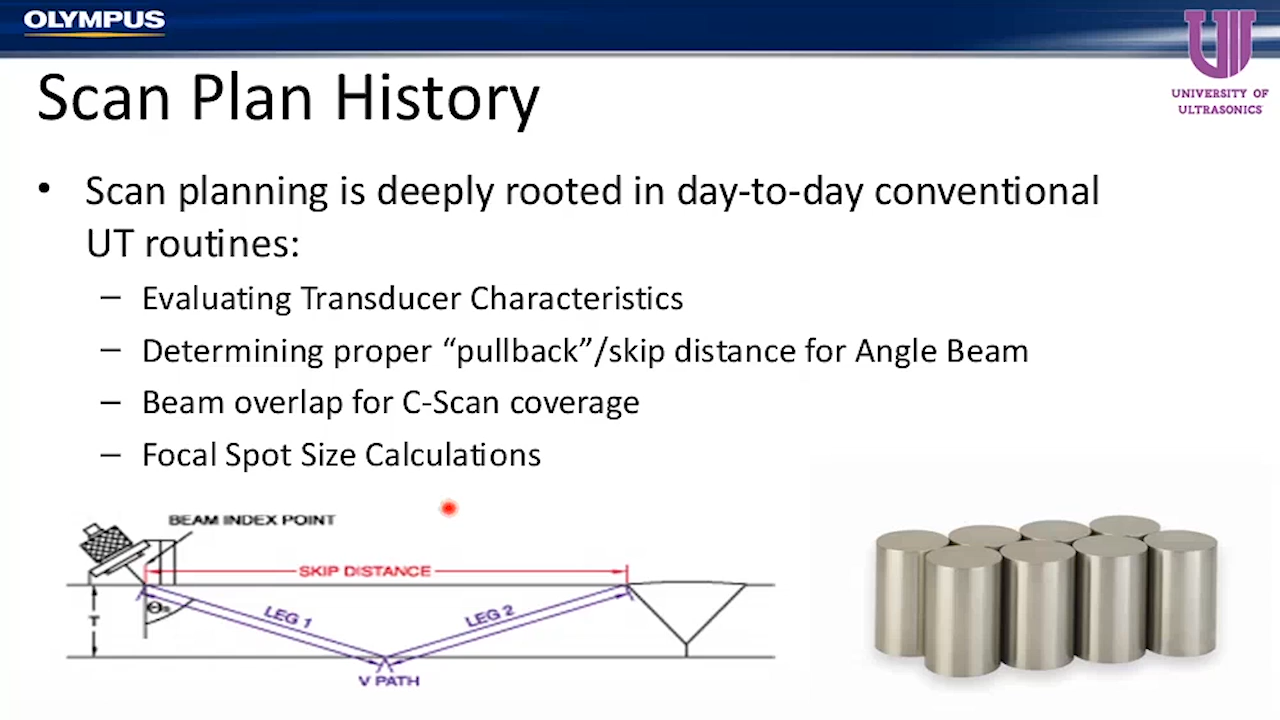 OLYMPUS
UNIVERSITY OF
ULTRASONICS
Scan Plan History
• Scan planning is deeply rooted in day-to-day conventional
UT routines:
– Evaluating Transducer Characteristics
– Determining proper “pullback”/skip distance for Angle Beam
– Beam overlap for C-Scan coverage
– Focal Spot Size Calculations
BEAM INDEX POINT
SKIP DISTANCE
LEG 1
LEG 2
T
V PATH